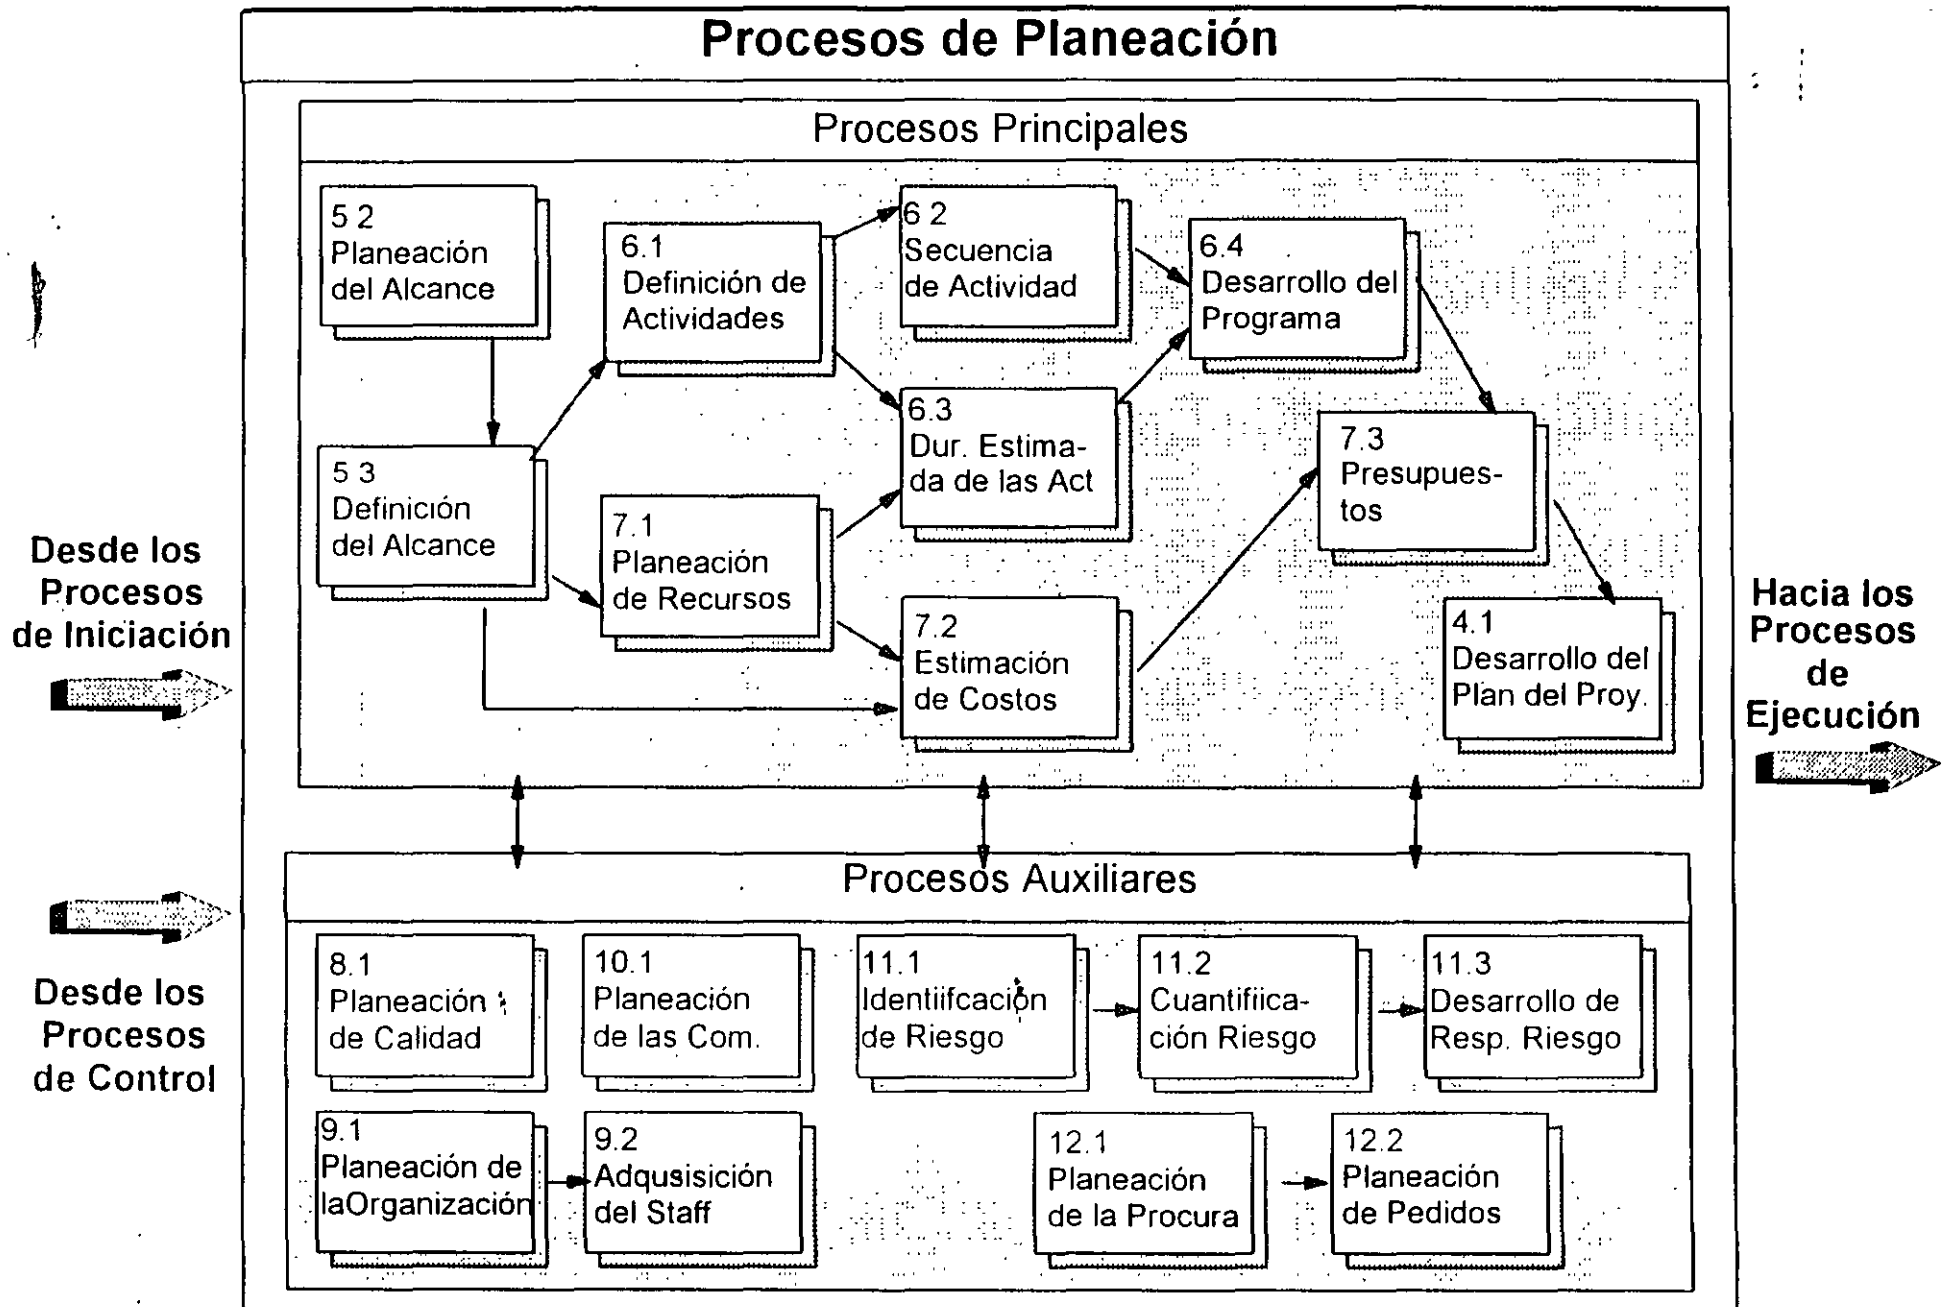 Procesos de Planeación
Procesos Principales
5 2
Planeación
del Alcance
6.1
Definición de
Actividades
6 2
Secuencia
de Actividad
6.4
Desarrollo del
Programa
5 3
Definición
del Alcance
7.1
Planeación
de Recursos
6.3
Dur. Estima-
da de las Act
7.2
Estimación
de Costos
7.3
Presupues-
tos
4.1
Desarrollo del
Plan del Proy.
Desde los
Procesos
de Iniciación
Hacia los
Procesos
de
Ejecución
Procesos Auxiliares
8.1
Planeación
de Calidad
10.1
Planeación
de las Com.
11.1
Identiifcación
de Riesgo
11.2
Cuantifiica-
ción Riesgo
11.3
Desarrollo de
Resp. Riesgo
9.1
Planeación de
laOrganización
9.2
Adqusisición
del Staff
12.1
Planeación
de la Procura
12.2
Planeación
de Pedidos
Desde los
Procesos
de Control